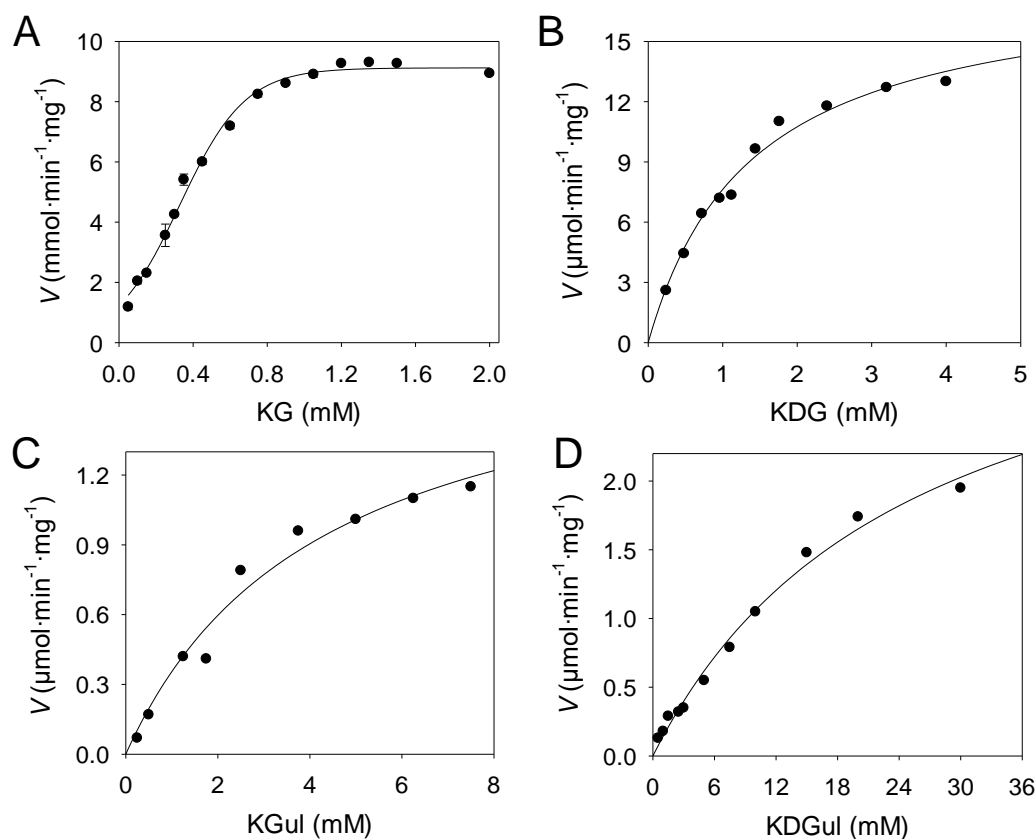 A
V (mmol·min⁻¹·mg⁻¹)
10
8
6
4
2
0
0.0 0.4 0.8 1.2 1.6 2.0
KG (mM)
B
V (µmol·min⁻¹·mg⁻¹)
15
12
9
6
3
0
0 1 2 3 4 5
KDG (mM)
C
V (µmol·min⁻¹·mg⁻¹)
1.2
0.9
0.6
0.3
0.0
0 2 4 6 8
KGul (mM)
D
V (µmol·min⁻¹·mg⁻¹)
2.0
1.5
1.0
0.5
0.0
0 6 12 18 24 30 36
KDGul (mM)